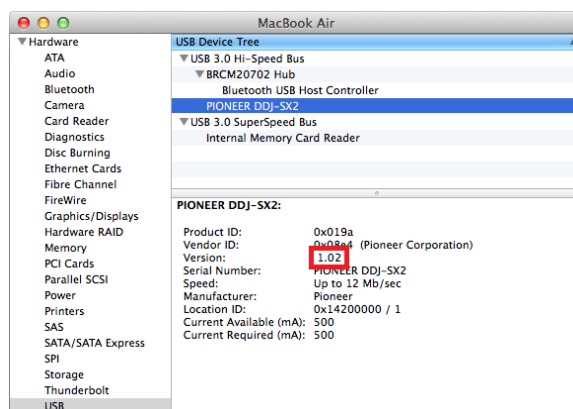 MacBook Air
Hardware
ATA
Audio
Bluetooth
Camera
Card Reader
Diagnostics
Disc Burning
Ethernet Cards
Fibre Channel
FireWire
Graphics/Displays
Hardware RAID
Memory
PCI Cards
Parallel SCSI
Power
Printers
SAS
SATA/SATA Express
SPI
Storage
Thunderbolt
USB
USB Device Tree
USB 3.0 Hi-Speed Bus
BRCM20702 Hub
Bluetooth USB Host Controller
PIONEER DDJ-SX2
USB 3.0 SuperSpeed Bus
Internal Memory Card Reader
PIONEER DDJ-SX2:
Product ID: 0x019a
Vendor ID: 0x08e4 (Pioneer Corporation)
Version: 1.02
Serial Number: PIONEER DDJ-SX2
Speed: Up to 12 Mb/sec
Manufacturer: Pioneer
Location ID: 0x14200000 / 1
Current Available (mA): 500
Current Required (mA): 500